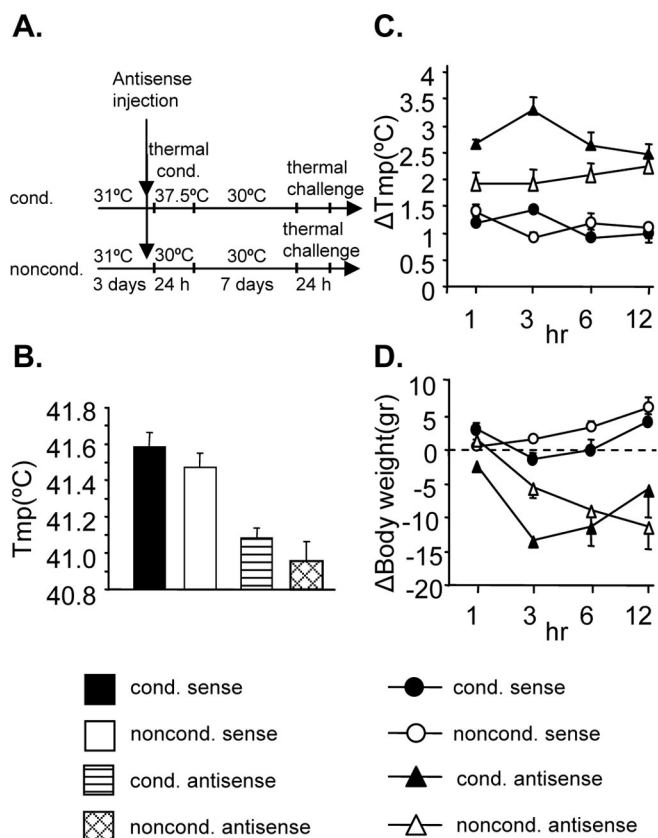 A.
Antisense
injection
thermal
cond.
thermal
challenge
cond.
31ºC 37.5ºC 30ºC
thermal
challenge
noncond.
31ºC 30ºC 30ºC
3 days 24 h 7 days 24 h
B.
Tmp(ºC)
41.8
41.6
41.4
41.2
41.0
40.8
C.
ΔTmp(ºC)
4
3.5
3
2.5
2
1.5
1
0.5
0
1 3 6 12
hr
D.
ΔBody weight(gr)
10
5
0
-5
-10
-15
-20
1 3 6 12
hr
cond. sense
noncond. sense
cond. antisense
noncond. antisense
cond. sense
noncond. sense
cond. antisense
noncond. antisense